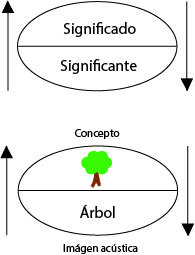 Significado
Significante
Concepto
Árbol
Imágen acústica